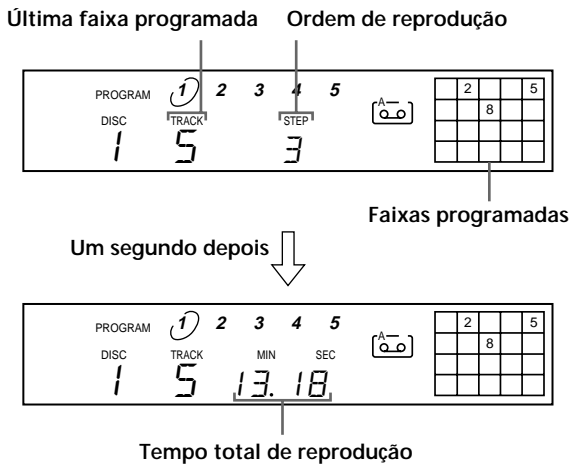 Última faixa programada Ordem de reprodução
PROGRAM 1 2 3 4 5 A 2 5
DISC TRACK STEP 8
1 5 3
Faixas programadas
Um segundo depois
PROGRAM 1 2 3 4 5 A 2 5
DISC TRACK MIN SEC 8
1 5 13. 18
Tempo total de reprodução